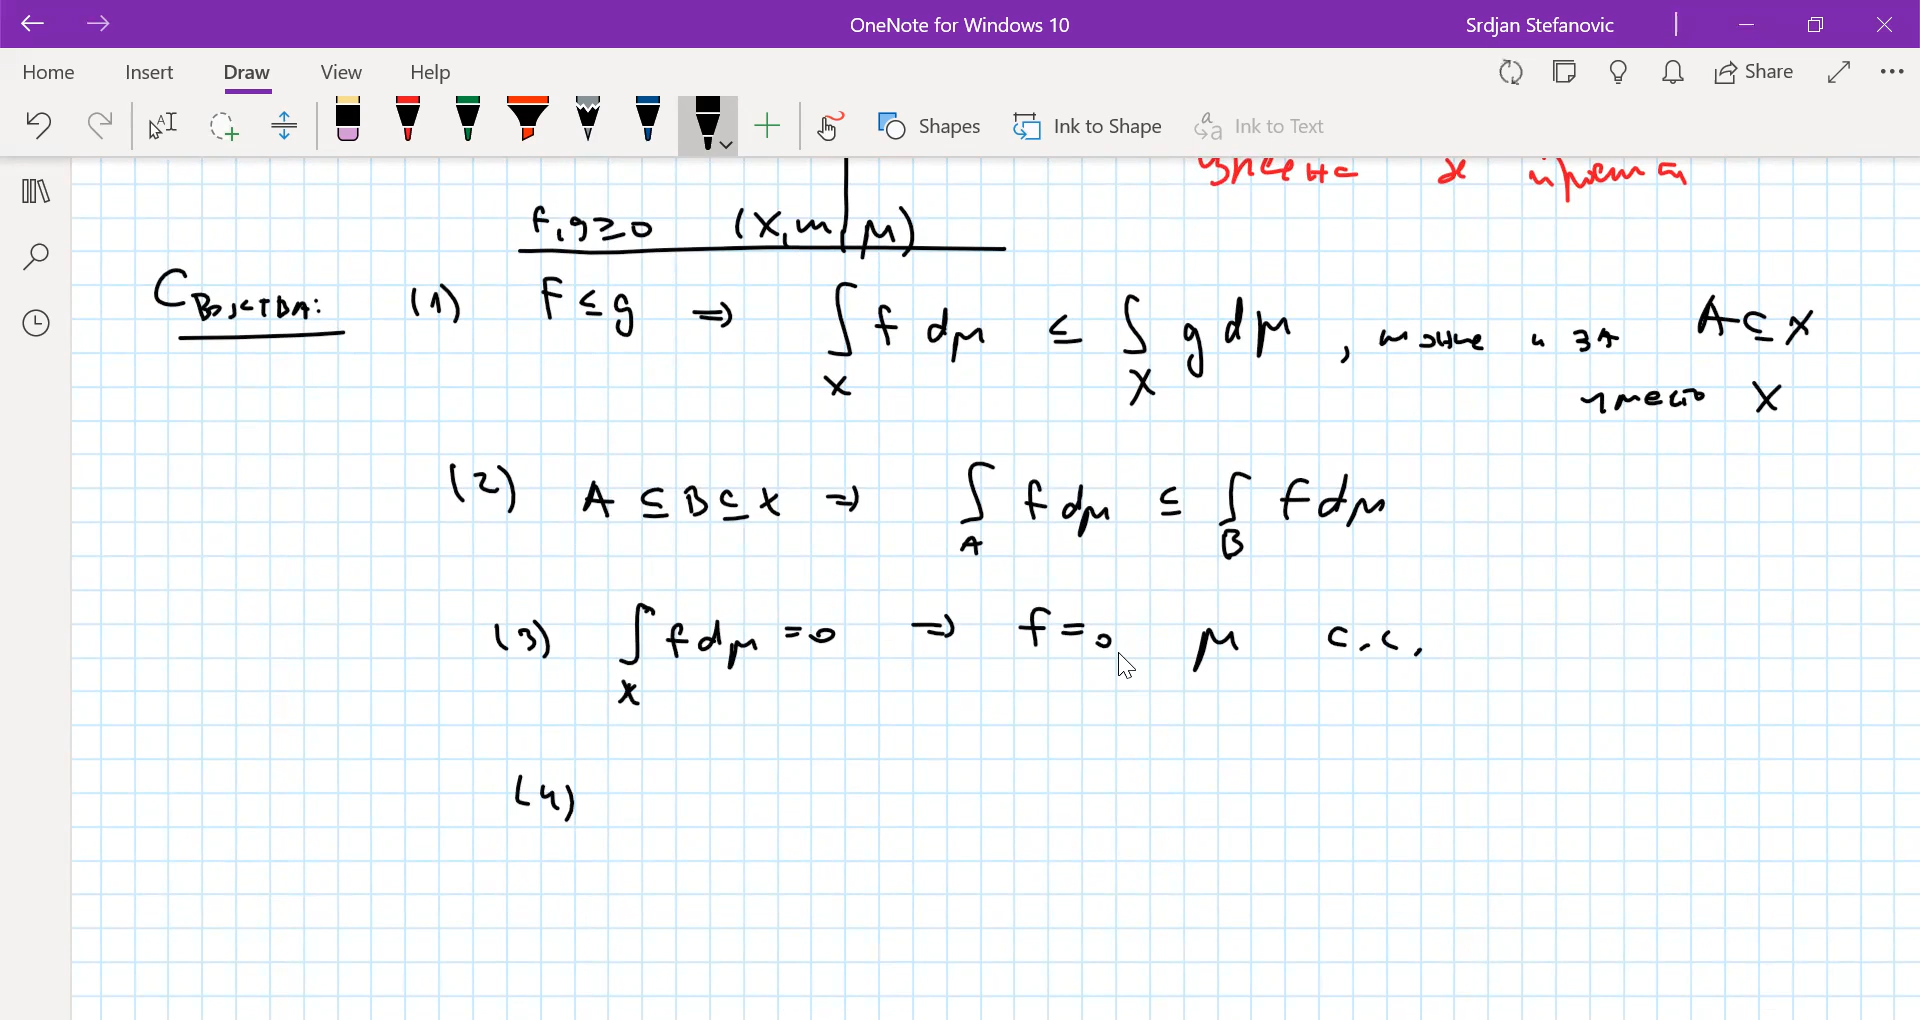 OneNote for Windows 10 Srdjan Stefanovic
Home Insert Draw View Help Share
Shapes Ink to Shape Ink to Text
f, g ≥ 0 (X, m, μ)
Својства: (1) f ≤ g ⇒ ∫_X f dμ ≤ ∫_X g dμ, може и за A ⊆ X
уместо X
(2) A ⊆ B ⊆ X ⇒ ∫_A f dμ ≤ ∫_B f dμ
(3) ∫_X f dμ = 0 ⇒ f = 0 μ с.с.
(4)